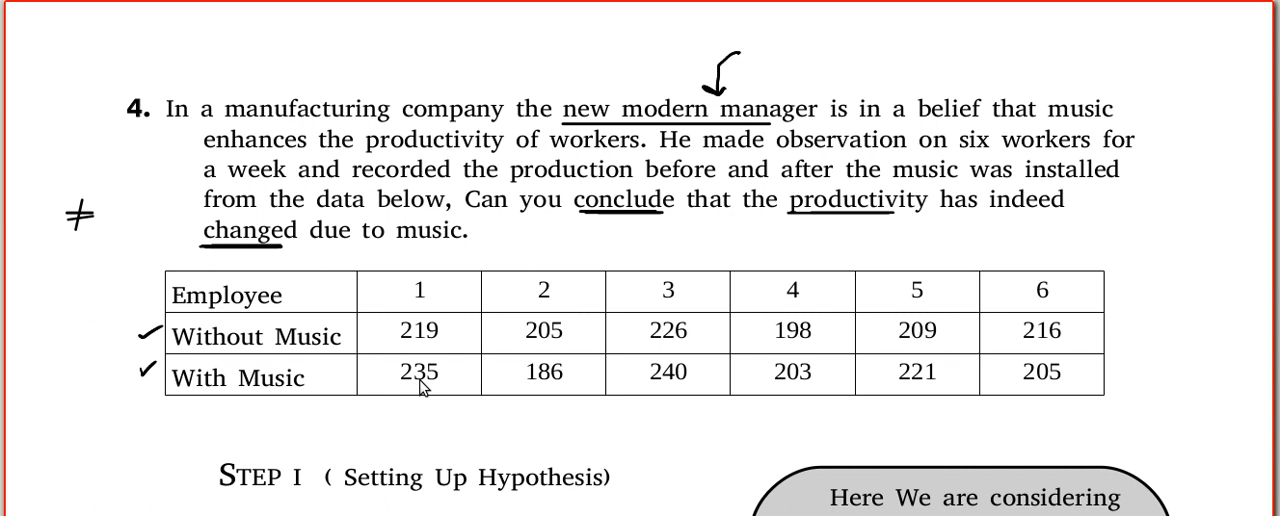 4. In a manufacturing company the new modern manager is in a belief that music
enhances the productivity of workers. He made observation on six workers for
a week and recorded the production before and after the music was installed
from the data below, Can you conclude that the productivity has indeed
≠
changed due to music.
Employee 1 2 3 4 5 6
Without Music 219 205 226 198 209 216
With Music 235 186 240 203 221 205
STEP I ( Setting Up Hypothesis)
Here We are considering